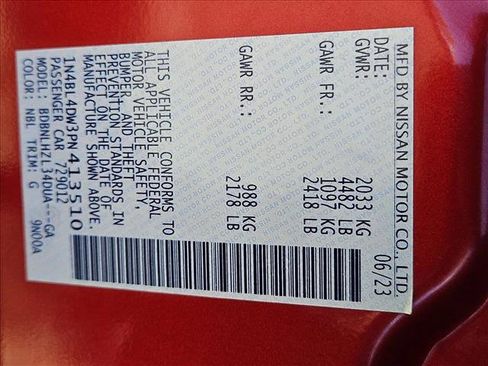 MFD BY NISSAN MOTOR CO., LTD.
DATE: 06/23
GVWR: 2033 KG
4482 LB
GAWR FR.: 1097 KG
2418 LB
GAWR RR.: 988 KG
2178 LB
THIS VEHICLE CONFORMS TO
ALL APPLICABLE FEDERAL
MOTOR VEHICLE SAFETY,
BUMPER, AND THEFT
PREVENTION STANDARDS IN
EFFECT ON THE DATE OF
MANUFACTURE SHOWN ABOVE.
1N4BL4DW3PN413510
PASSENGER CAR 729012
MODEL: BDBNLHZL34DUA---GA
COLOR: NBL TRIM: G 9N00A